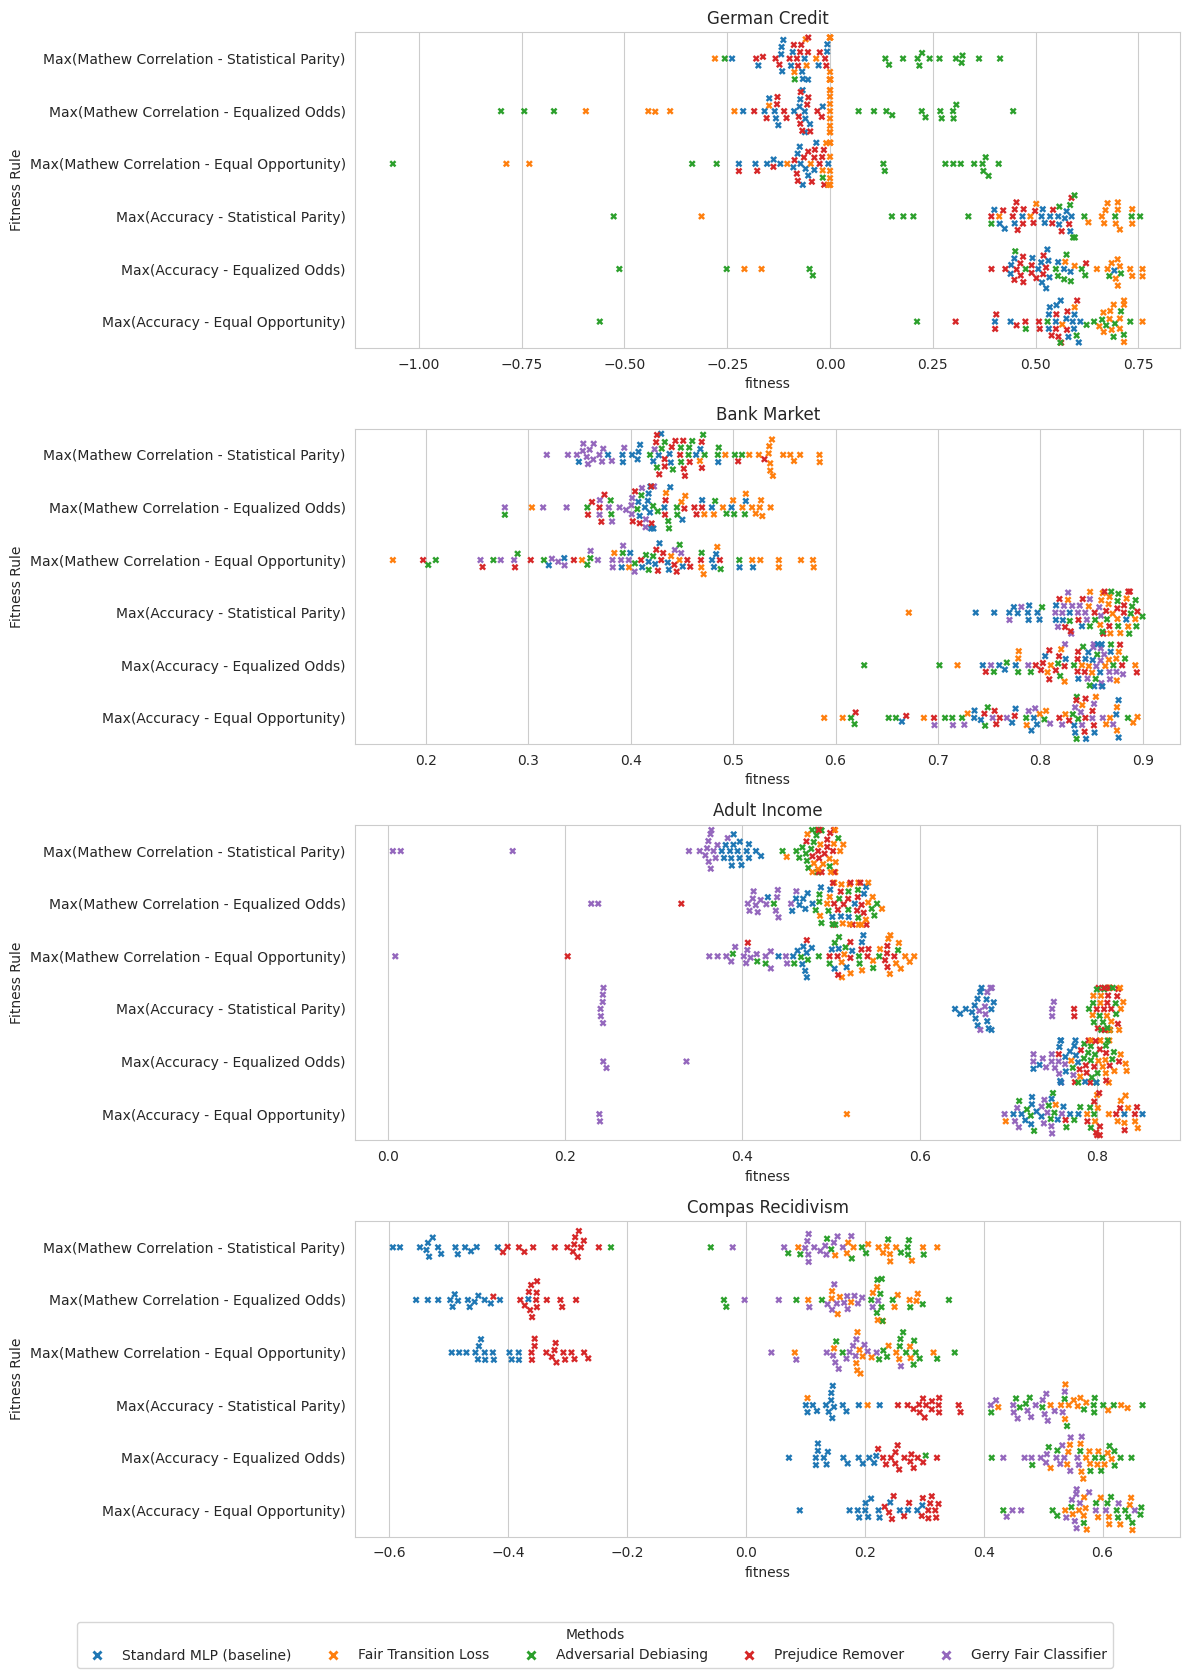 German Credit
Max(Mathew Correlation - Statistical Parity)
Max(Mathew Correlation - Equalized Odds)
Max(Mathew Correlation - Equal Opportunity)
Max(Accuracy - Statistical Parity)
Max(Accuracy - Equalized Odds)
Max(Accuracy - Equal Opportunity)
Fitness Rule
−1.00 −0.75 −0.50 −0.25 0.00 0.25 0.50 0.75
fitness
Bank Market
Max(Mathew Correlation - Statistical Parity)
Max(Mathew Correlation - Equalized Odds)
Max(Mathew Correlation - Equal Opportunity)
Max(Accuracy - Statistical Parity)
Max(Accuracy - Equalized Odds)
Max(Accuracy - Equal Opportunity)
Fitness Rule
0.2 0.3 0.4 0.5 0.6 0.7 0.8 0.9
fitness
Adult Income
Max(Mathew Correlation - Statistical Parity)
Max(Mathew Correlation - Equalized Odds)
Max(Mathew Correlation - Equal Opportunity)
Max(Accuracy - Statistical Parity)
Max(Accuracy - Equalized Odds)
Max(Accuracy - Equal Opportunity)
Fitness Rule
0.0 0.2 0.4 0.6 0.8
fitness
Compas Recidivism
Max(Mathew Correlation - Statistical Parity)
Max(Mathew Correlation - Equalized Odds)
Max(Mathew Correlation - Equal Opportunity)
Max(Accuracy - Statistical Parity)
Max(Accuracy - Equalized Odds)
Max(Accuracy - Equal Opportunity)
Fitness Rule
−0.6 −0.4 −0.2 0.0 0.2 0.4 0.6
fitness
Methods
Standard MLP (baseline) Fair Transition Loss Adversarial Debiasing Prejudice Remover Gerry Fair Classifier